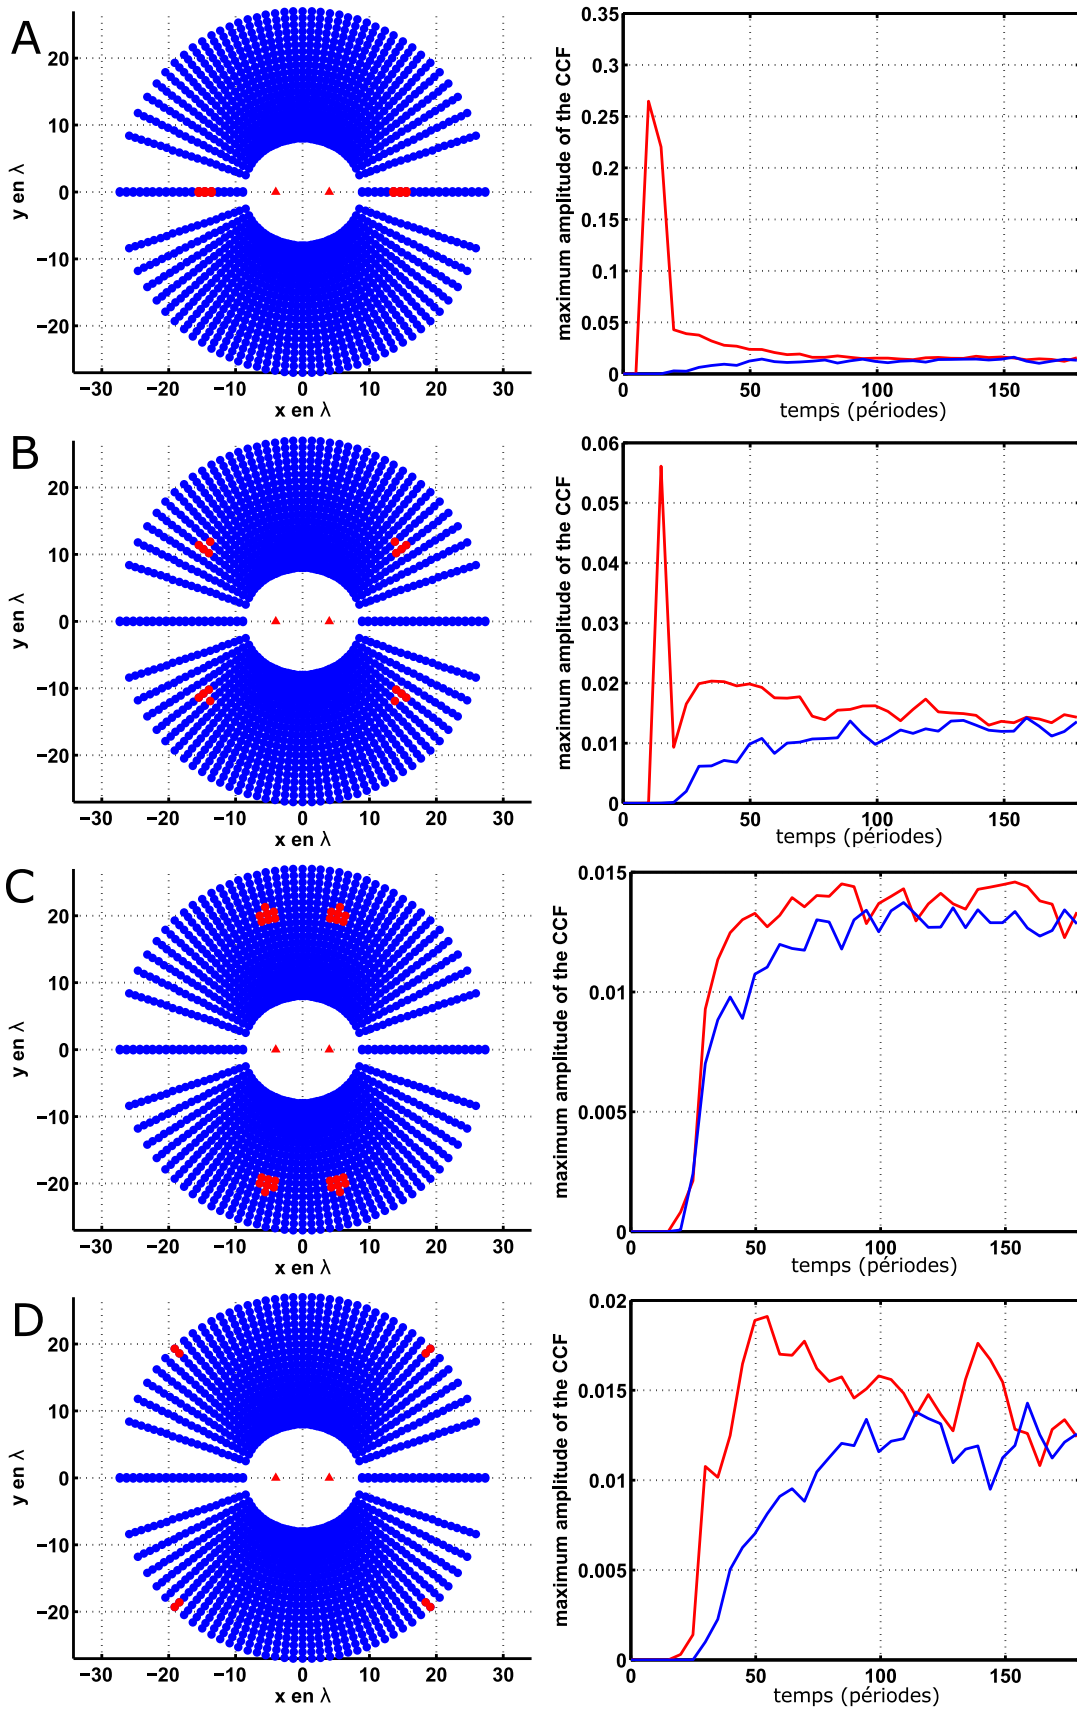 A
20
10
0
−10
−20
−30 −20 −10 0 10 20 30
x en λ
y en λ
0.35
0.3
0.25
0.2
0.15
0.1
0.05
0
0 50 100 150
temps (périodes)
maximum amplitude of the CCF
B
20
10
0
−10
−20
−30 −20 −10 0 10 20 30
x en λ
y en λ
0.06
0.05
0.04
0.03
0.02
0.01
0
0 50 100 150
temps (périodes)
maximum amplitude of the CCF
C
20
10
0
−10
−20
−30 −20 −10 0 10 20 30
x en λ
y en λ
0.015
0.01
0.005
0
0 50 100 150
temps (périodes)
maximum amplitude of the CCF
D
20
10
0
−10
−20
−30 −20 −10 0 10 20 30
x en λ
y en λ
0.02
0.015
0.01
0.005
0
0 50 100 150
temps (périodes)
maximum amplitude of the CCF